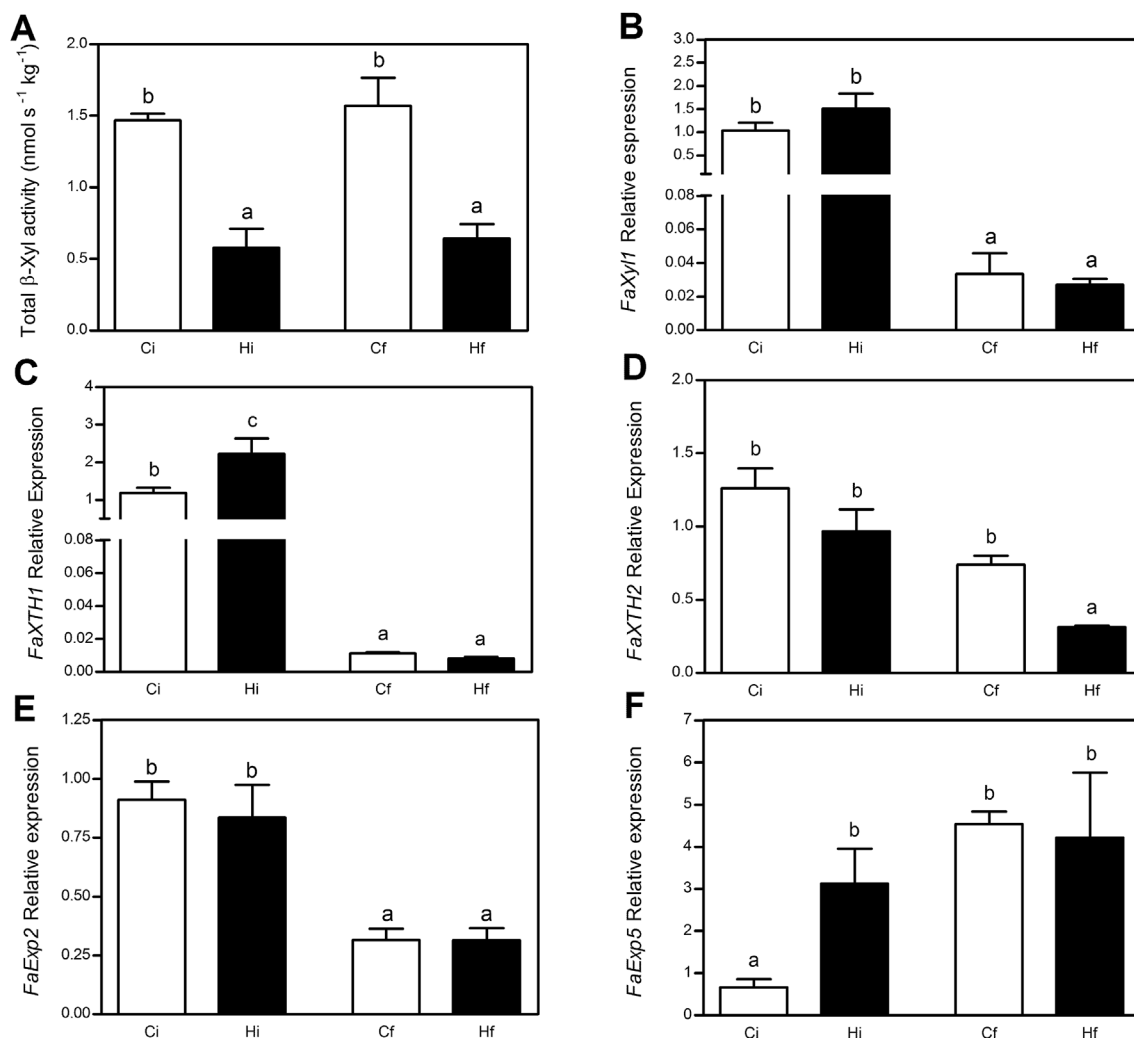 A
Total β-Xyl activity (nmol s⁻¹ kg⁻¹)
2.0
1.5
1.0
0.5
0.0
b
a
b
a
Ci Hi Cf Hf
B
FaXyl1 Relative espression
3.0
2.5
2.0
1.5
1.0
0.5
0.08
0.06
0.04
0.02
0.00
b
b
a
a
Ci Hi Cf Hf
C
FaXTH1 Relative Expression
4
3
2
1
0.08
0.06
0.04
0.02
0.00
b
c
a
a
Ci Hi Cf Hf
D
FaXTH2 Relative Expression
2.0
1.5
1.0
0.5
0.0
b
b
b
a
Ci Hi Cf Hf
E
FaExp2 Relative expression
1.25
1.00
0.75
0.50
0.25
0.00
b
b
a
a
Ci Hi Cf Hf
F
FaExp5 Relative expression
7
6
5
4
3
2
1
0
a
b
b
b
Ci Hi Cf Hf